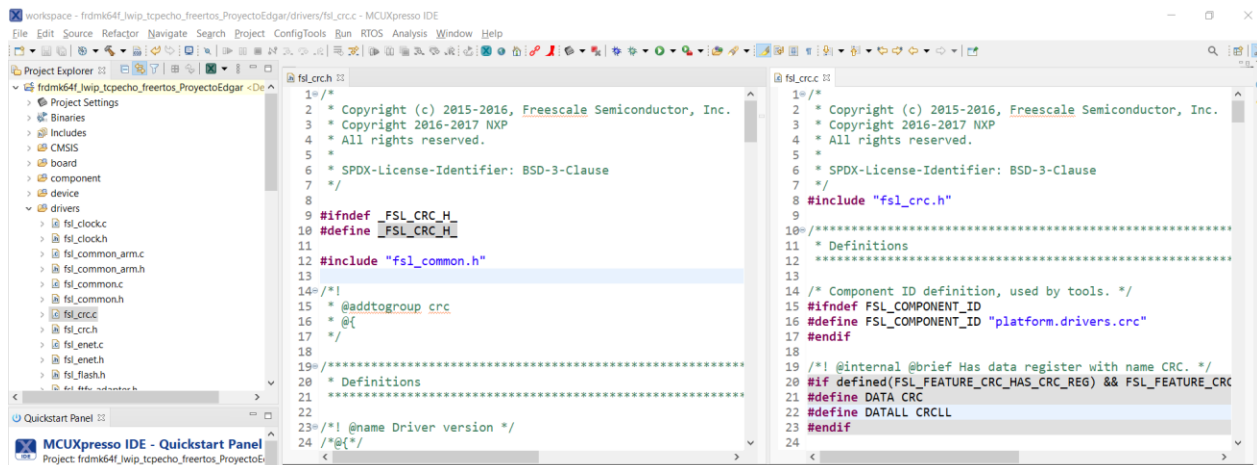 workspace - frdmk64f_lwip_tcpecho_freertos_ProyectoEdgar/drivers/fsl_crc.c - MCUXpresso IDE
File Edit Source Refactor Navigate Search Project ConfigTools Run RTOS Analysis Window Help
Project Explorer
frdmk64f_lwip_tcpecho_freertos_ProyectoEdgar <De
Project Settings
Binaries
Includes
CMSIS
board
component
device
drivers
fsl_clock.c
fsl_clock.h
fsl_common_arm.c
fsl_common_arm.h
fsl_common.c
fsl_common.h
fsl_crc.c
fsl_crc.h
fsl_enet.c
fsl_enet.h
fsl_flash.h
fsl_ftfx_adapter.h
Quickstart Panel
IDE
MCUXpresso IDE - Quickstart Panel
Project: frdmk64f_lwip_tcpecho_freertos_ProyectoE
fsl_crc.h
1 /*
2 * Copyright (c) 2015-2016, Freescale Semiconductor, Inc.
3 * Copyright 2016-2017 NXP
4 * All rights reserved.
5 *
6 * SPDX-License-Identifier: BSD-3-Clause
7 */
8
9 #ifndef _FSL_CRC_H_
10 #define _FSL_CRC_H_
11
12 #include "fsl_common.h"
13
14 /*!
15 * @addtogroup crc
16 * @{
17 */
18
19 /*******************************************************************
20 * Definitions
21 *******************************************************************
22
23 /*! @name Driver version */
24 /*@{*/
fsl_crc.c
1 /*
2 * Copyright (c) 2015-2016, Freescale Semiconductor, Inc.
3 * Copyright 2016-2017 NXP
4 * All rights reserved.
5 *
6 * SPDX-License-Identifier: BSD-3-Clause
7 */
8 #include "fsl_crc.h"
9
10 /*******************************************************************
11 * Definitions
12 *******************************************************************
13
14 /* Component ID definition, used by tools. */
15 #ifndef FSL_COMPONENT_ID
16 #define FSL_COMPONENT_ID "platform.drivers.crc"
17 #endif
18
19 /*! @internal @brief Has data register with name CRC. */
20 #if defined(FSL_FEATURE_CRC_HAS_CRC_REG) && FSL_FEATURE_CRC
21 #define DATA CRC
22 #define DATALL CRCLL
23 #endif
24